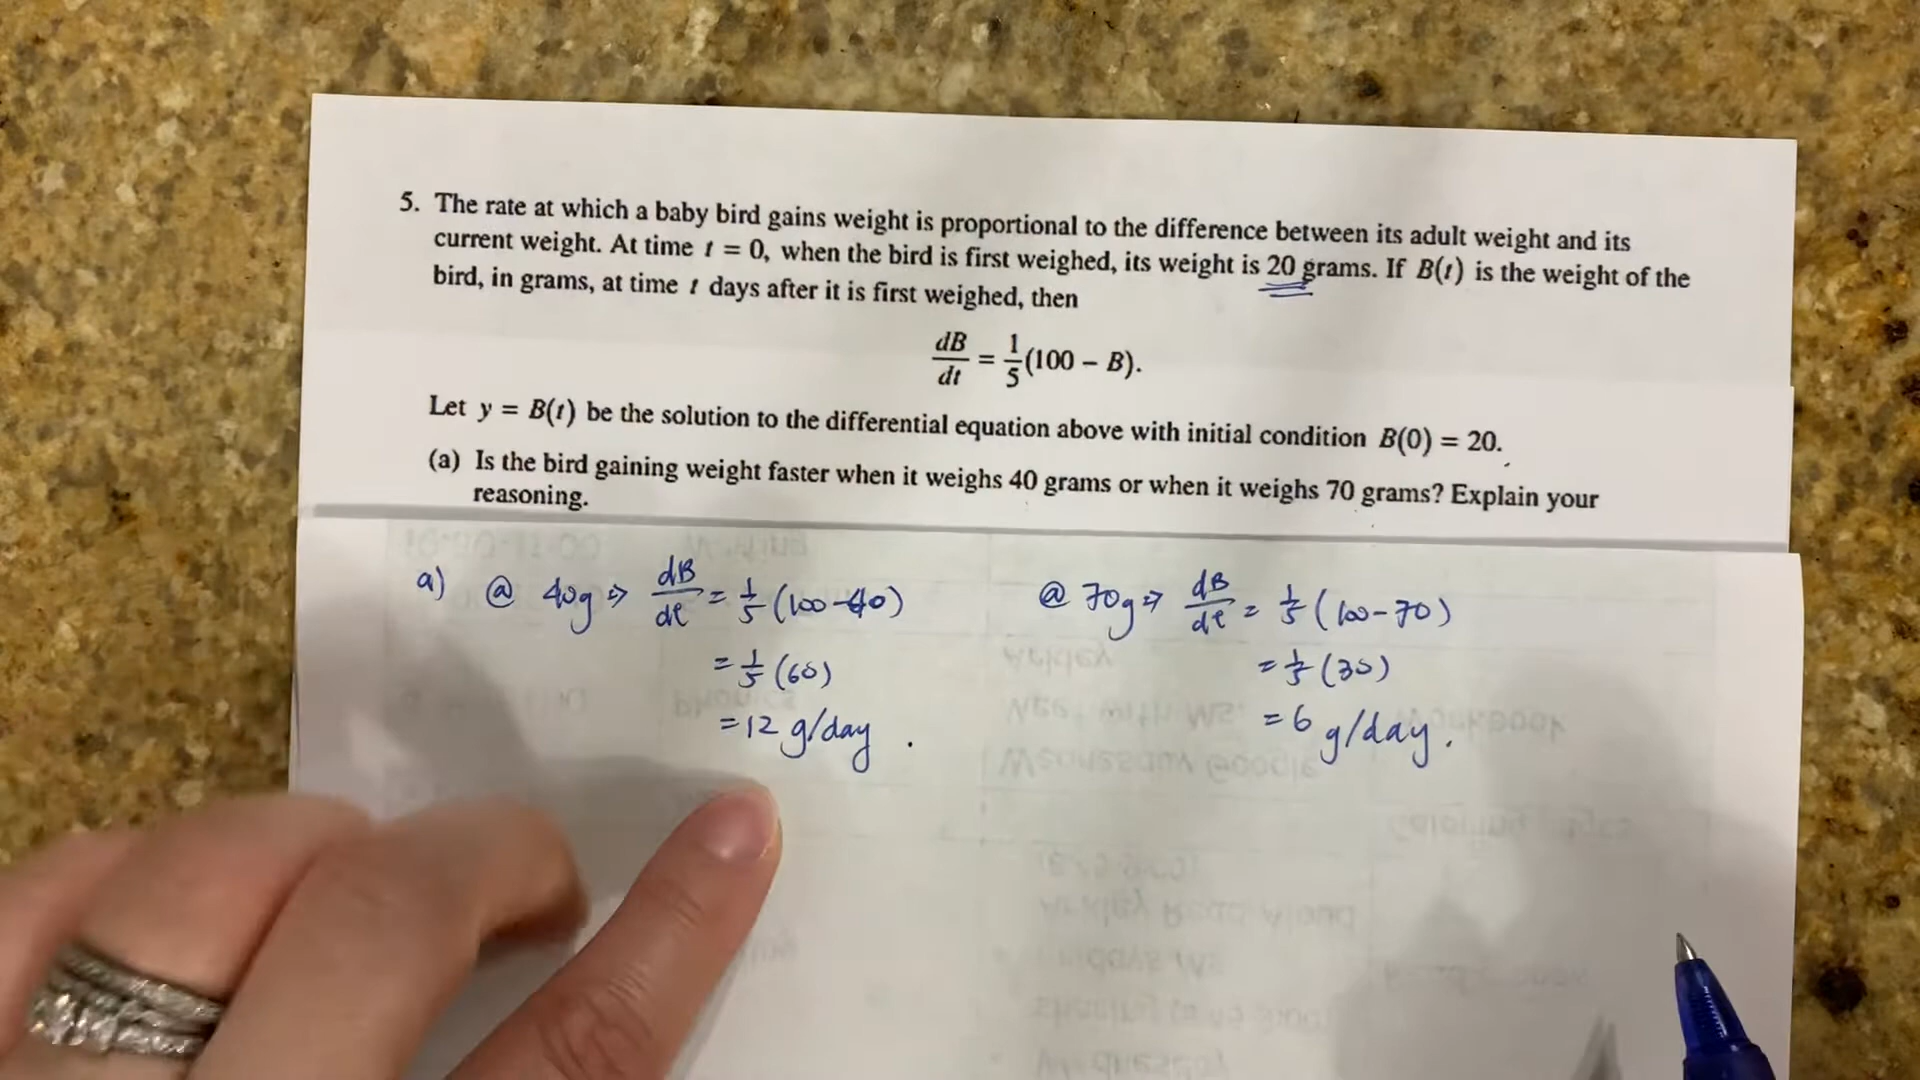 5. The rate at which a baby bird gains weight is proportional to the difference between its adult weight and its
current weight. At time t = 0, when the bird is first weighed, its weight is 20 grams. If B(t) is the weight of the
bird, in grams, at time t days after it is first weighed, then
dB/dt = 1/5(100 – B).
Let y = B(t) be the solution to the differential equation above with initial condition B(0) = 20.
(a) Is the bird gaining weight faster when it weighs 40 grams or when it weighs 70 grams? Explain your
reasoning.
a) @ 40g ⇒ dB/dt = 1/5 (100-40)
= 1/5 (60)
= 12 g/day.
@ 70g ⇒ dB/dt = 1/5 (100-70)
= 1/5 (30)
= 6 g/day.